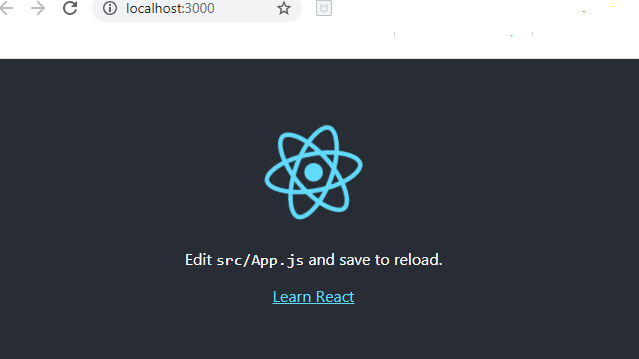 localhost:3000
Edit src/App.js and save to reload.
Learn React